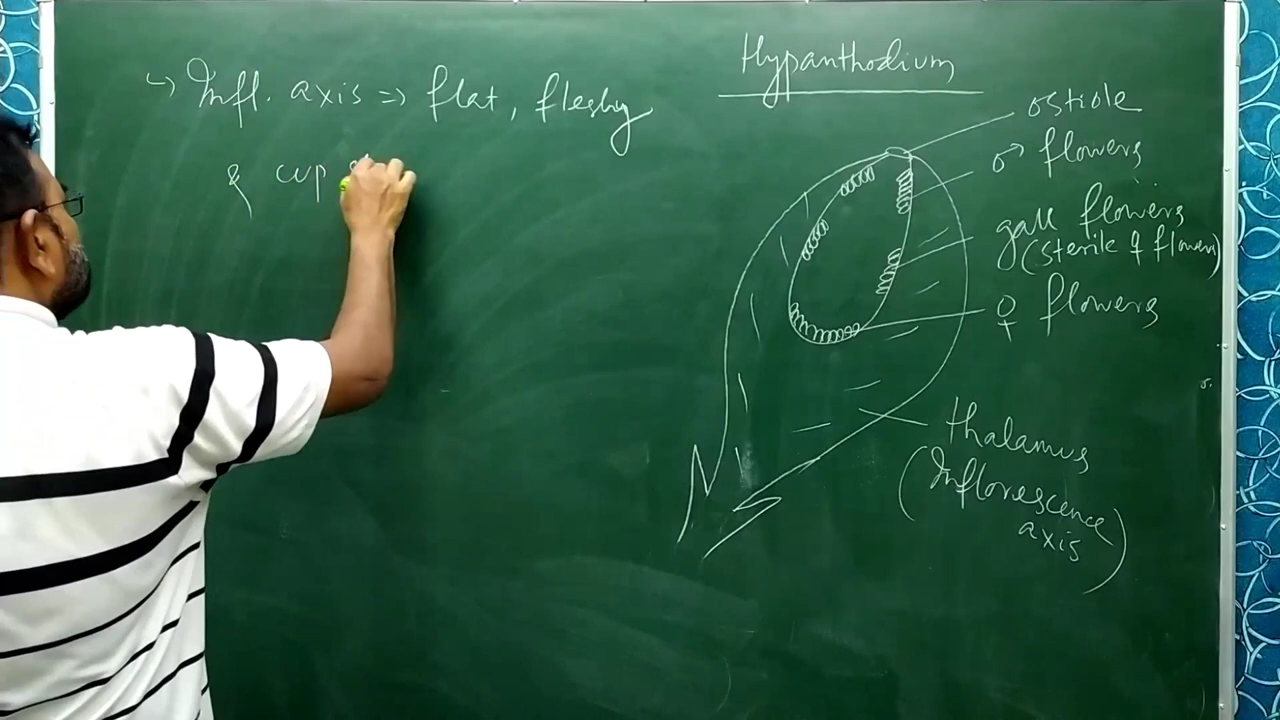 ↳ Infl. axis => flat, fleshy
& cup
Hypanthodium
ostiole
♂ flowers
gall flowers
(sterile ♀ flowers)
♀ flowers
thalamus
(Inflorescence
axis)